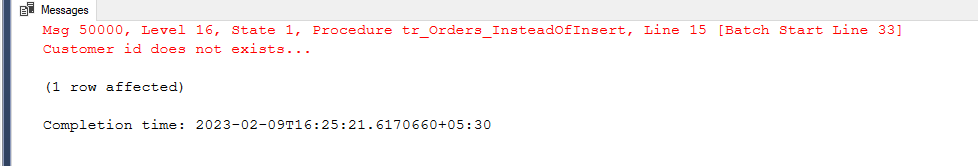 Messages
Msg 50000, Level 16, State 1, Procedure tr_Orders_InsteadOfInsert, Line 15 [Batch Start Line 33]
Customer id does not exists...
(1 row affected)
Completion time: 2023-02-09T16:25:21.6170660+05:30